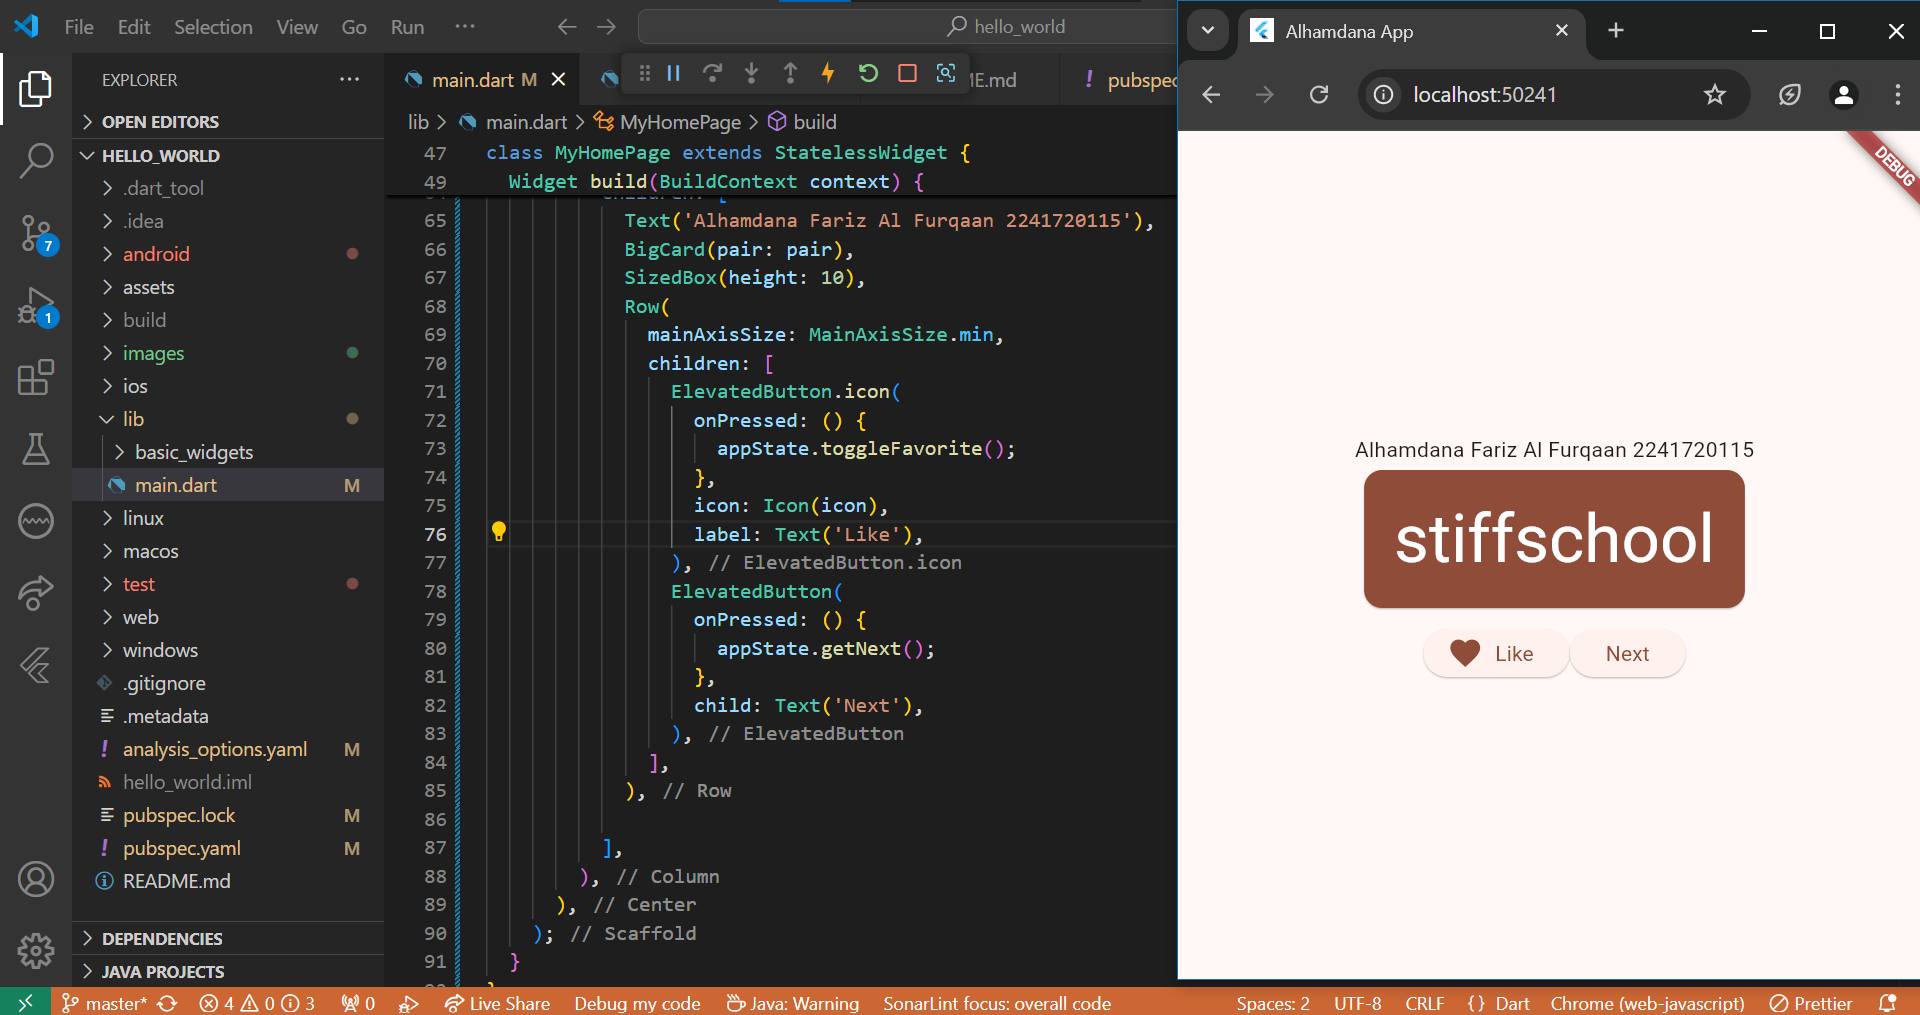 File Edit Selection View Go Run ··· hello_world
EXPLORER ···
OPEN EDITORS
HELLO_WORLD
.dart_tool
.idea
android
assets
build
images
ios
lib
basic_widgets
main.dart M
linux
macos
test
web
windows
.gitignore
.metadata
analysis_options.yaml M
hello_world.iml
pubspec.lock M
pubspec.yaml M
README.md
DEPENDENCIES
JAVA PROJECTS
7
1
main.dart M
E.md
pubspec
lib > main.dart > MyHomePage > build
47 class MyHomePage extends StatelessWidget {
49 Widget build(BuildContext context) {
children: [
65 Text('Alhamdana Fariz Al Furqaan 2241720115'),
66 BigCard(pair: pair),
67 SizedBox(height: 10),
68 Row(
69 mainAxisSize: MainAxisSize.min,
70 children: [
71 ElevatedButton.icon(
72 onPressed: () {
73 appState.toggleFavorite();
74 },
75 icon: Icon(icon),
76 label: Text('Like'),
77 ), // ElevatedButton.icon
78 ElevatedButton(
79 onPressed: () {
80 appState.getNext();
81 },
82 child: Text('Next'),
83 ), // ElevatedButton
84 ],
85 ), // Row
86
87 ],
88 ), // Column
89 ), // Center
90 ); // Scaffold
91 }
Alhamdana App
localhost:50241
DEBUG
Alhamdana Fariz Al Furqaan 2241720115
stiffschool
Like Next
master* 4 0 3 0 Live Share Debug my code Java: Warning SonarLint focus: overall code Spaces: 2 UTF-8 CRLF {} Dart Chrome (web-javascript) Prettier